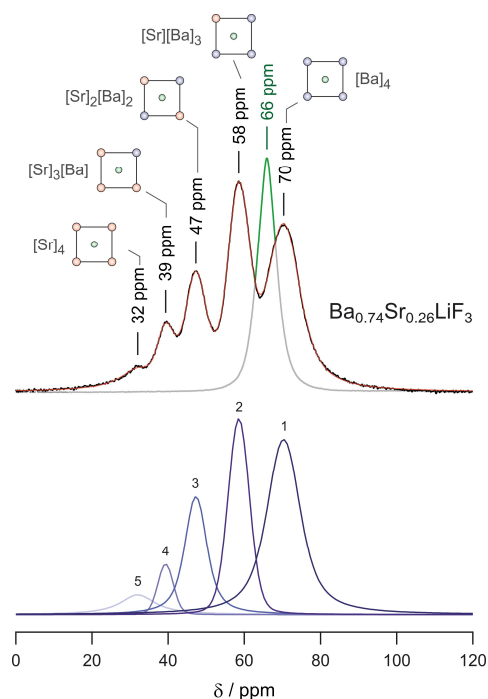 [Sr][Ba]₃
[Ba]₄
[Sr]₂[Ba]₂
[Sr]₃[Ba]
[Sr]₄
32 ppm
39 ppm
47 ppm
58 ppm
66 ppm
70 ppm
Ba₀.₇₄Sr₀.₂₆LiF₃
5
4
3
2
1
0 20 40 60 80 100 120
δ / ppm